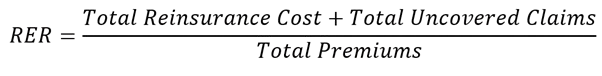 RER = Total Reinsurance Cost + Total Uncovered Claims
Total Premiums